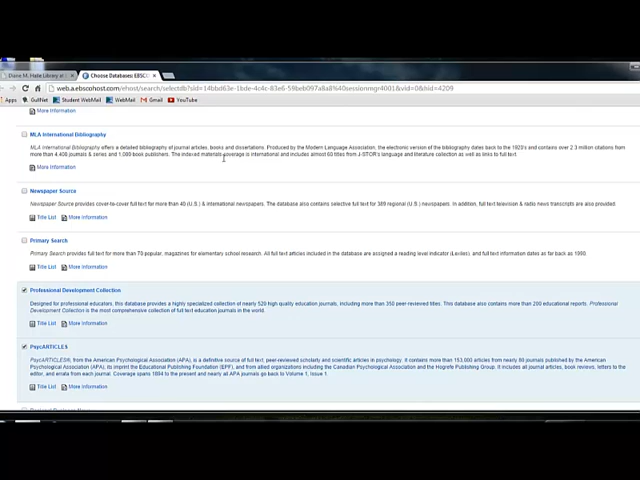 Diane M. Halle Library at
Choose Databases: EBSCO
web.a.ebscohost.com/ehost/search/selectdb?sid=14bbd63e-1bde-4c4c-83e6-59beb097a8a8%40sessionmgr4001&vid=0&hid=4209
Apps GullNet Student WebMail WebMail Gmail YouTube
More Information
MLA International Bibliography
MLA International Bibliography offers a detailed bibliography of journal articles, books and dissertations. Produced by the Modern Language Association, the electronic version of the bibliography dates back to the 1920's and contains over 2.3 million citations from
more than 4,400 journals & series and 1,000 book publishers. The indexed materials coverage is international and includes almost 60 titles from J-STOR's language and literature collection as well as links to full text.
More Information
Newspaper Source
Newspaper Source provides cover-to-cover full text for more than 40 (U.S.) & international newspapers. The database also contains selective full text for 389 regional (U.S.) newspapers. In addition, full text television & radio news transcripts are also provided.
Title List More Information
Primary Search
Primary Search provides full text for more than 70 popular, magazines for elementary school research. All full text articles included in the database are assigned a reading level indicator (Lexiles), and full text information dates as far back as 1990.
Title List More Information
Professional Development Collection
Designed for professional educators, this database provides a highly specialized collection of nearly 520 high quality education journals, including more than 350 peer-reviewed titles. This database also contains more than 200 educational reports. Professional
Development Collection is the most comprehensive collection of full text education journals in the world.
Title List More Information
PsycARTICLES
PsycARTICLES®, from the American Psychological Association (APA), is a definitive source of full text, peer-reviewed scholarly and scientific articles in psychology. It contains more than 153,000 articles from nearly 80 journals published by the American
Psychological Association (APA), its imprint the Educational Publishing Foundation (EPF), and from allied organizations including the Canadian Psychological Association and the Hogrefe Publishing Group. It includes all journal articles, book reviews, letters to the
editor, and errata from each journal. Coverage spans 1894 to the present and nearly all APA journals go back to Volume 1, Issue 1.
Title List More Information